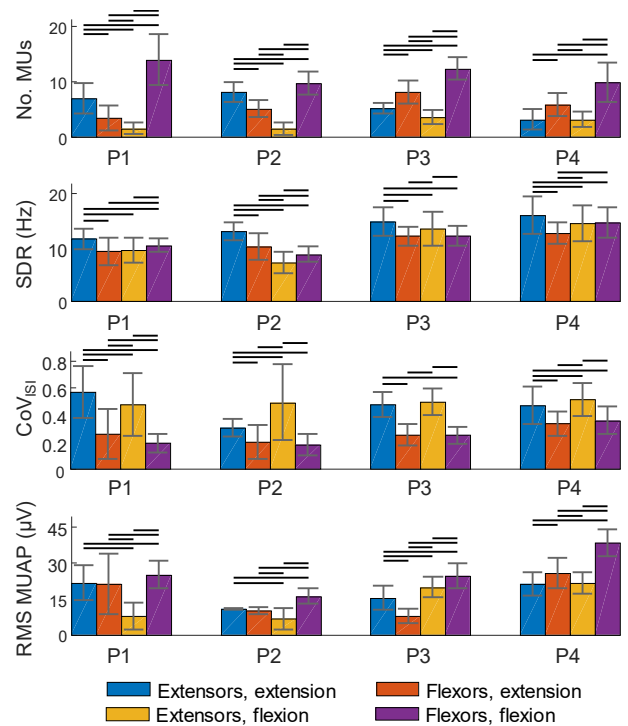 No. MUs
20
10
0
P1 P2 P3 P4
SDR (Hz)
20
10
0
P1 P2 P3 P4
CoV_ISI
0.8
0.6
0.4
0.2
0
P1 P2 P3 P4
RMS MUAP (µV)
45
30
15
0
P1 P2 P3 P4
Extensors, extension Flexors, extension
Extensors, flexion Flexors, flexion